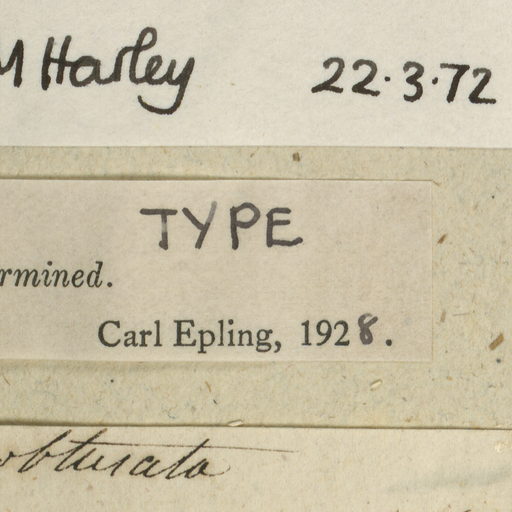 M Harley 22·3·72
TYPE
rmined.
Carl Epling, 1928.
obtusata